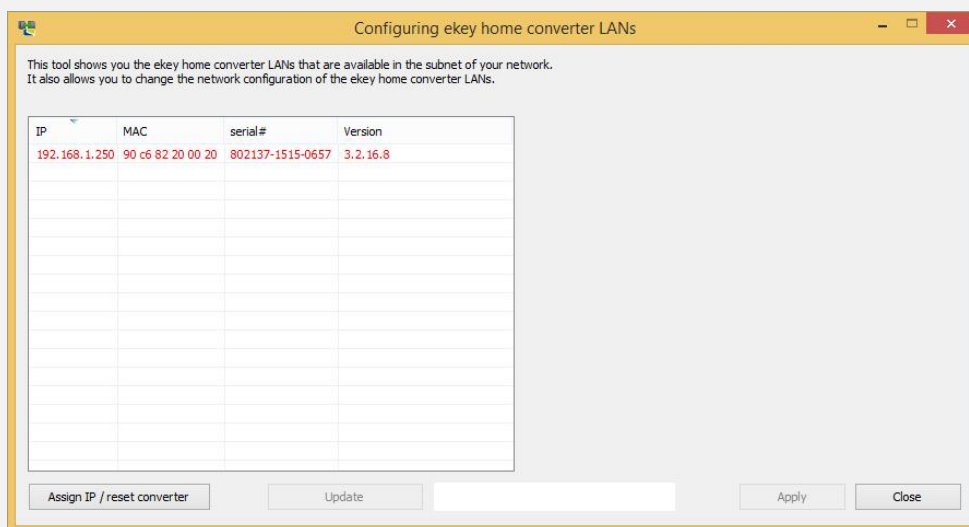 Configuring ekey home converter LANs
This tool shows you the ekey home converter LANs that are available in the subnet of your network.
It also allows you to change the network configuration of the ekey home converter LANs.
IP MAC serial# Version
192.168.1.250 90 c6 82 20 00 20 802137-1515-0657 3.2.16.8
Assign IP / reset converter Update Apply Close